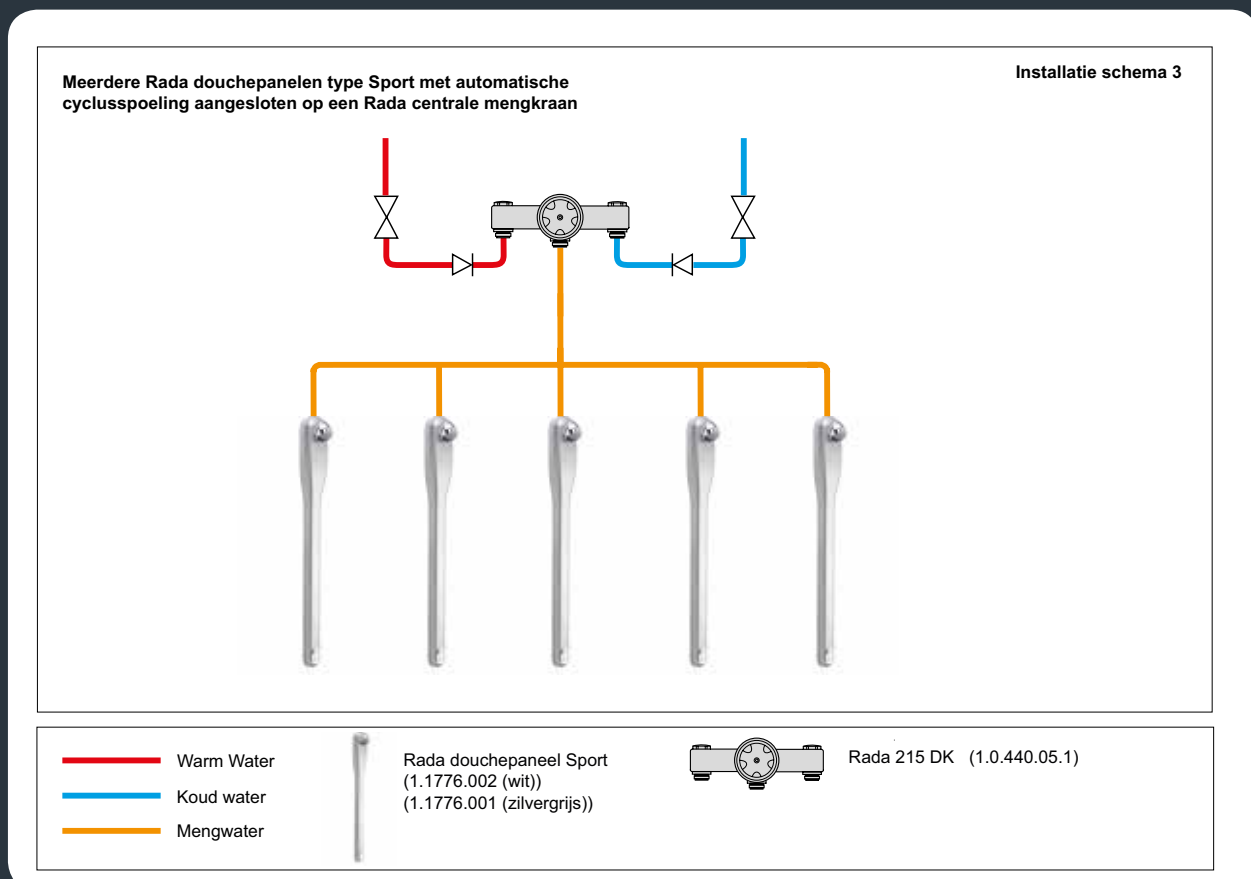 Meerdere Rada douchepanelen type Sport met automatische
cyclusspoeling aangesloten op een Rada centrale mengkraan
Installatie schema 3
Warm Water
Koud water
Mengwater
Rada douchepaneel Sport
(1.1776.002 (wit))
(1.1776.001 (zilvergrijs))
Rada 215 DK (1.0.440.05.1)